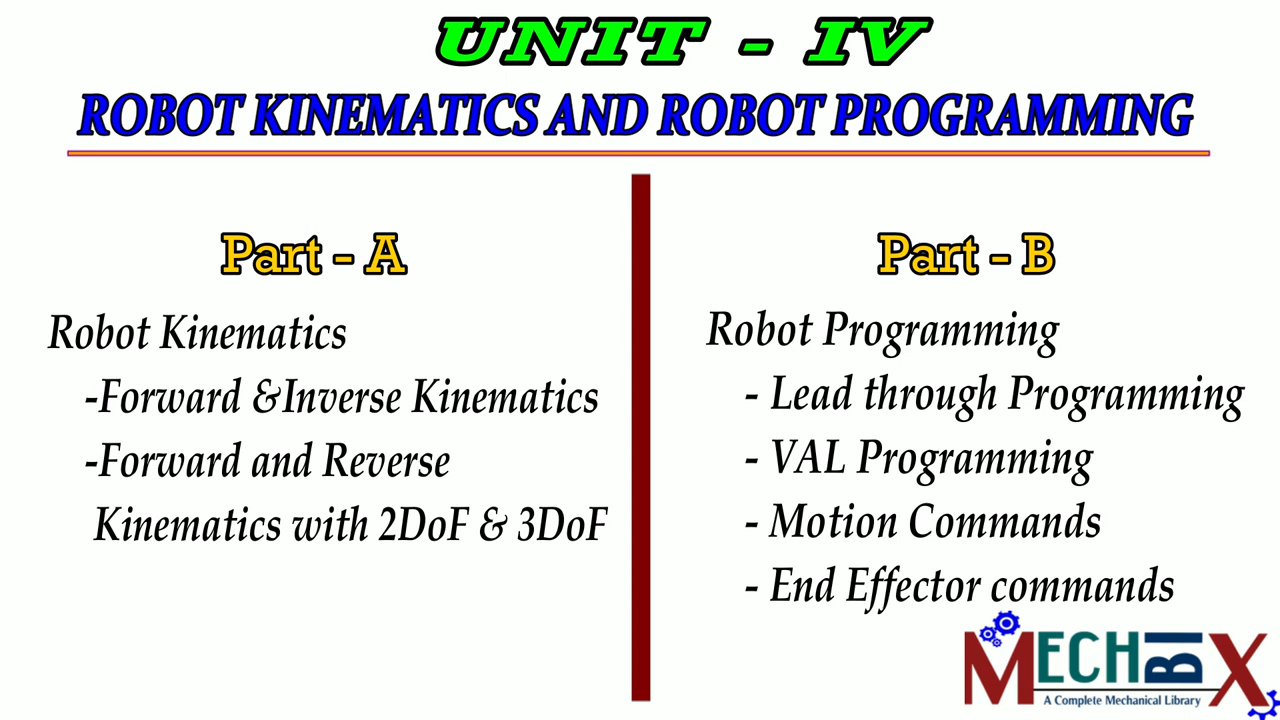 UNIT - IV
ROBOT KINEMATICS AND ROBOT PROGRAMMING
Part - A
Robot Kinematics
-Forward &Inverse Kinematics
-Forward and Reverse
Kinematics with 2DoF & 3DoF
Part - B
Robot Programming
- Lead through Programming
- VAL Programming
- Motion Commands
- End Effector commands
MECHBIX
A Complete Mechanical Library